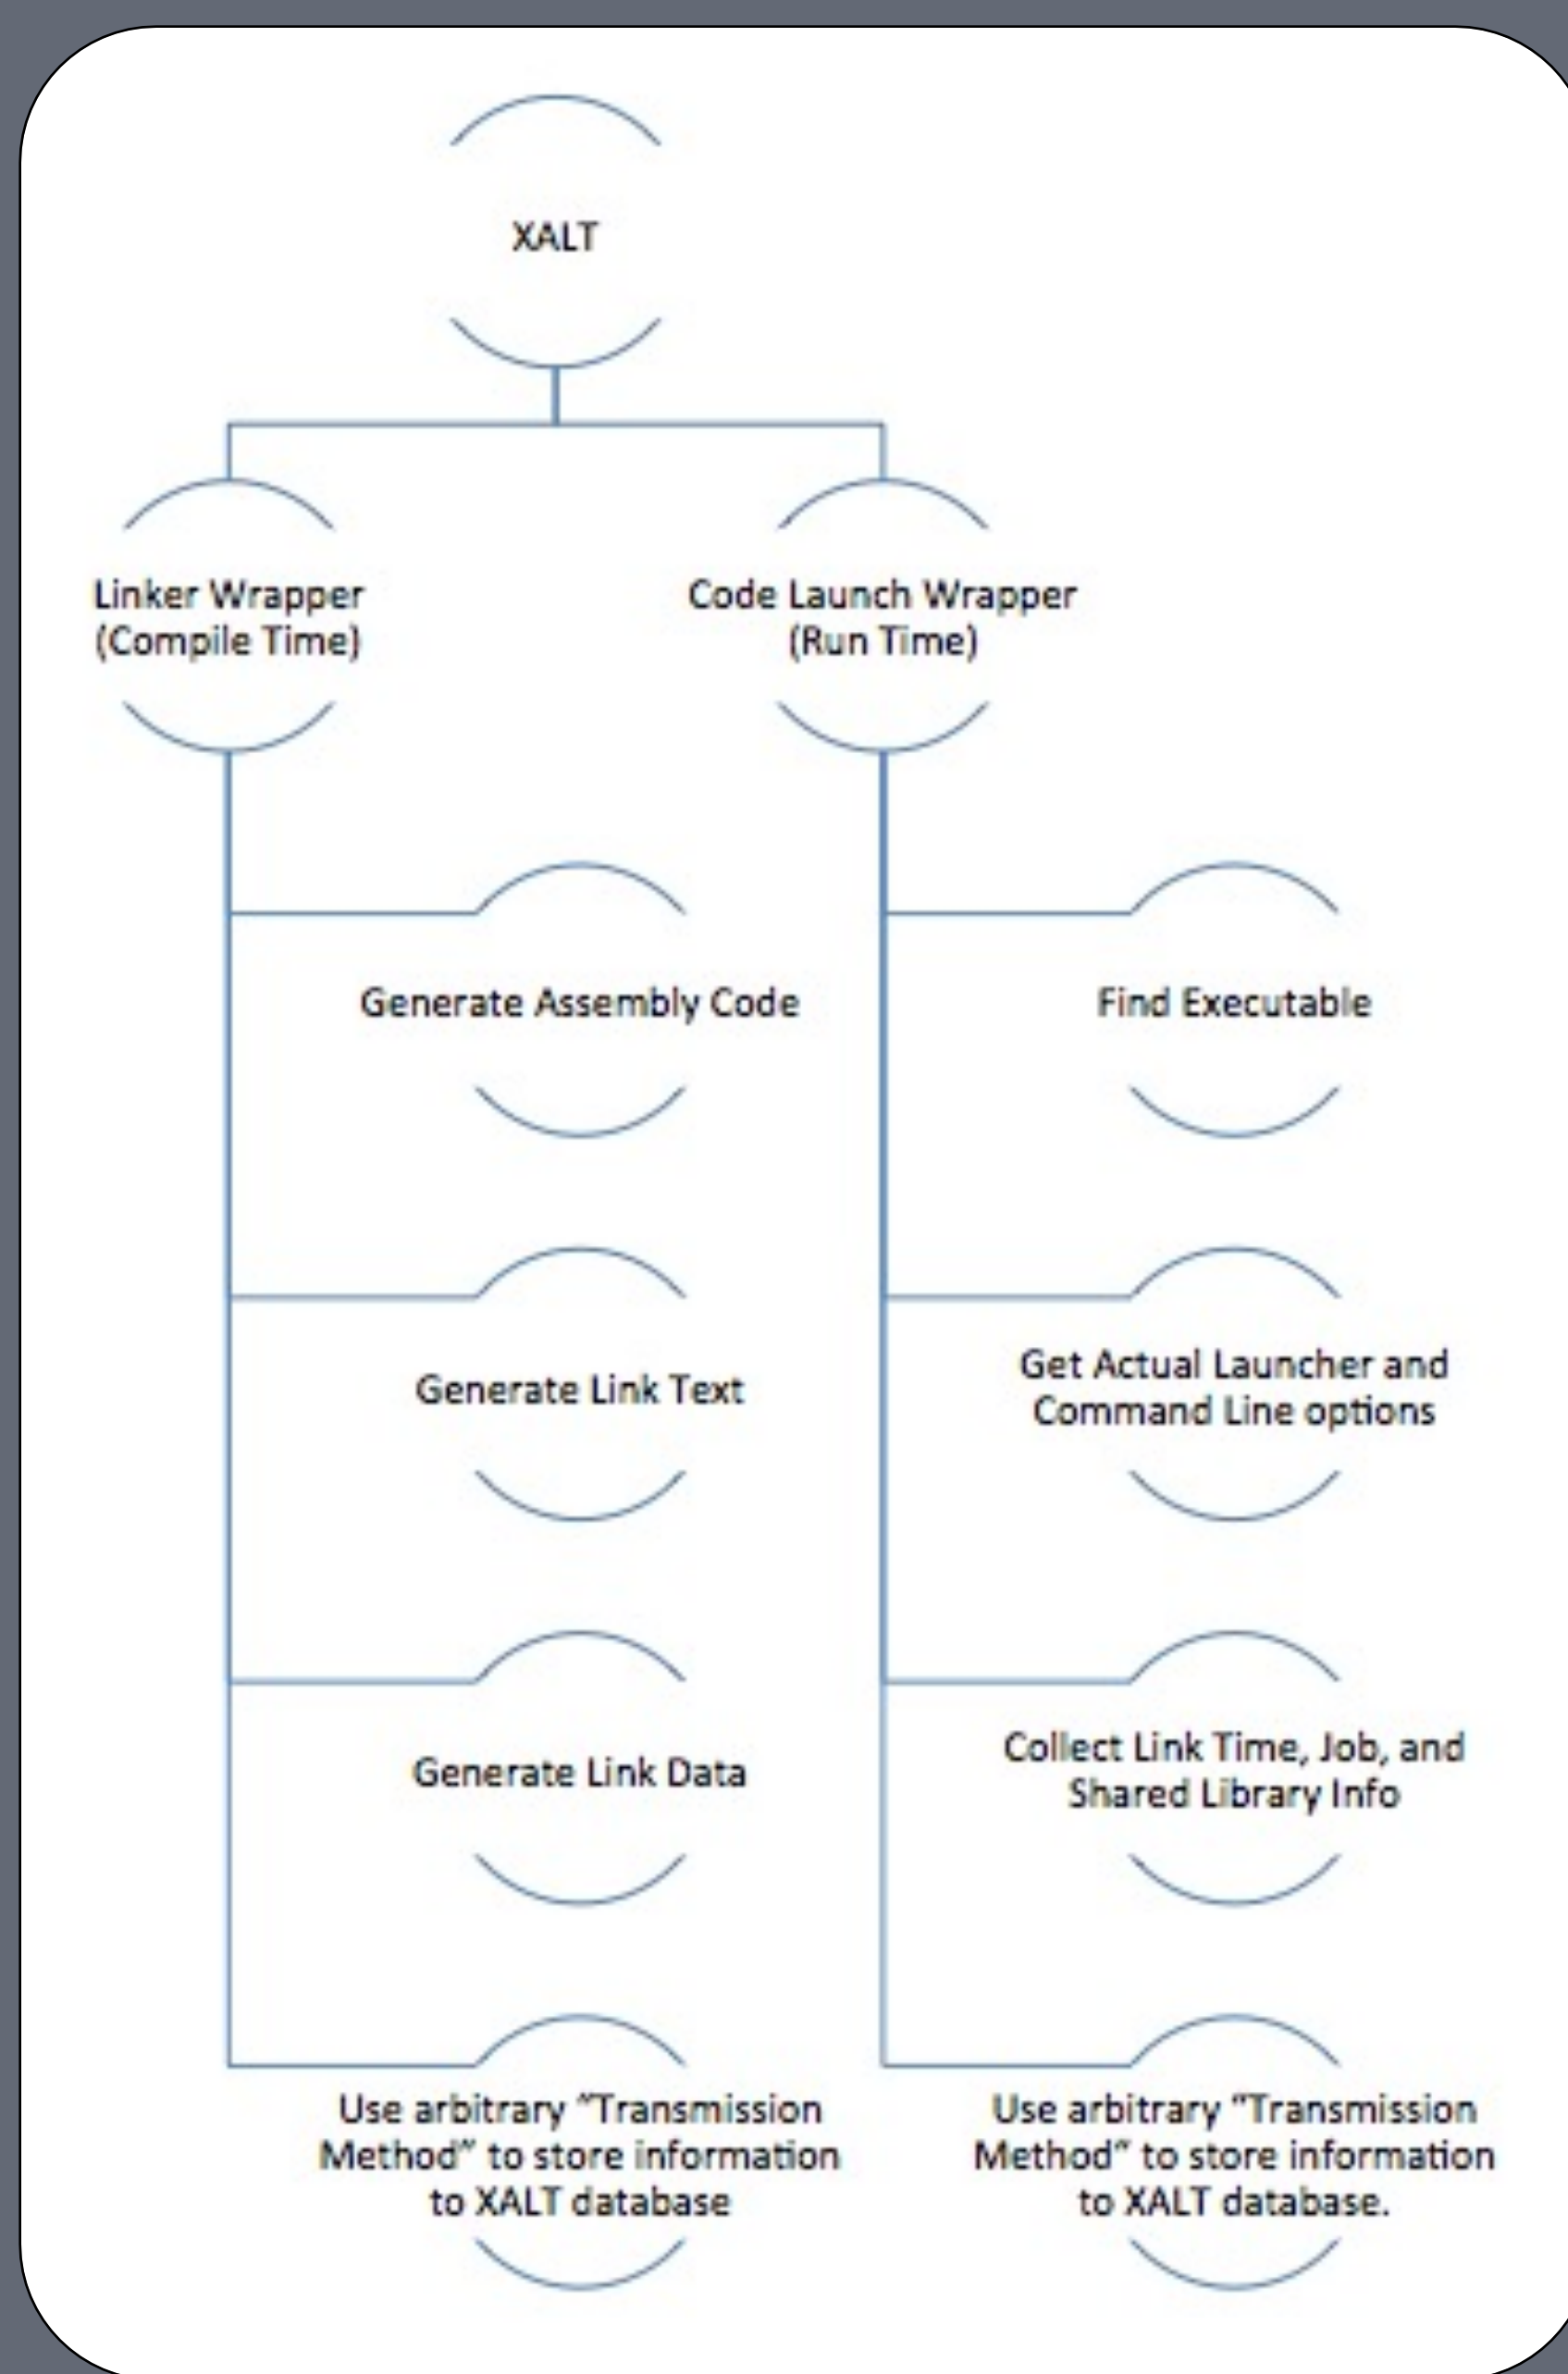 XALT
Linker Wrapper
(Compile Time)
Code Launch Wrapper
(Run Time)
Generate Assembly Code
Find Executable
Generate Link Text
Get Actual Launcher and
Command Line options
Generate Link Data
Collect Link Time, Job, and
Shared Library Info
Use arbitrary “Transmission
Method” to store information
to XALT database
Use arbitrary “Transmission
Method” to store information
to XALT database.